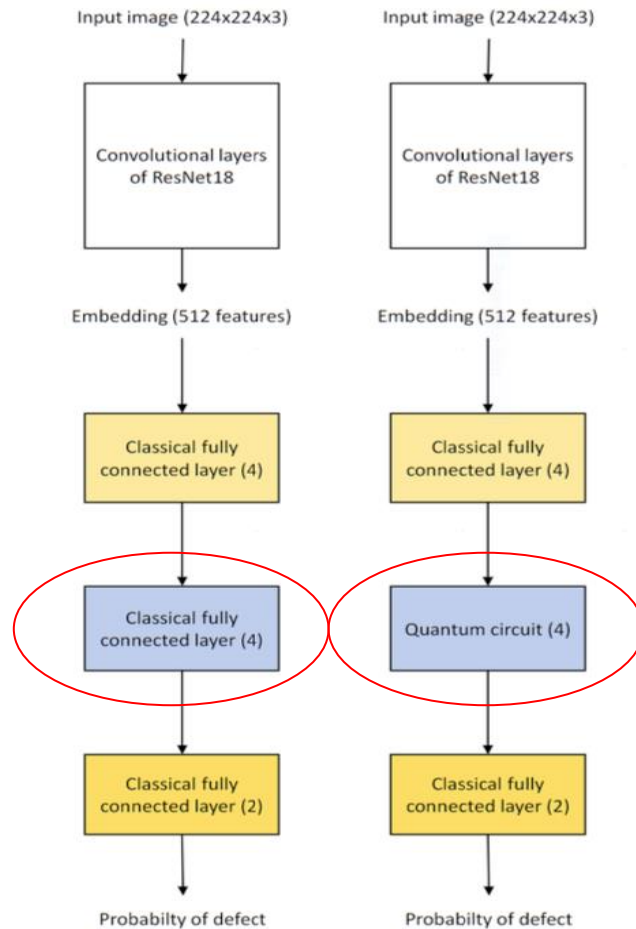 Input image (224x224x3)
Convolutional layers
of ResNet18
Embedding (512 features)
Classical fully
connected layer (4)
Classical fully
connected layer (4)
Classical fully
connected layer (2)
Probabilty of defect
Input image (224x224x3)
Convolutional layers
of ResNet18
Embedding (512 features)
Classical fully
connected layer (4)
Quantum circuit (4)
Classical fully
connected layer (2)
Probabilty of defect